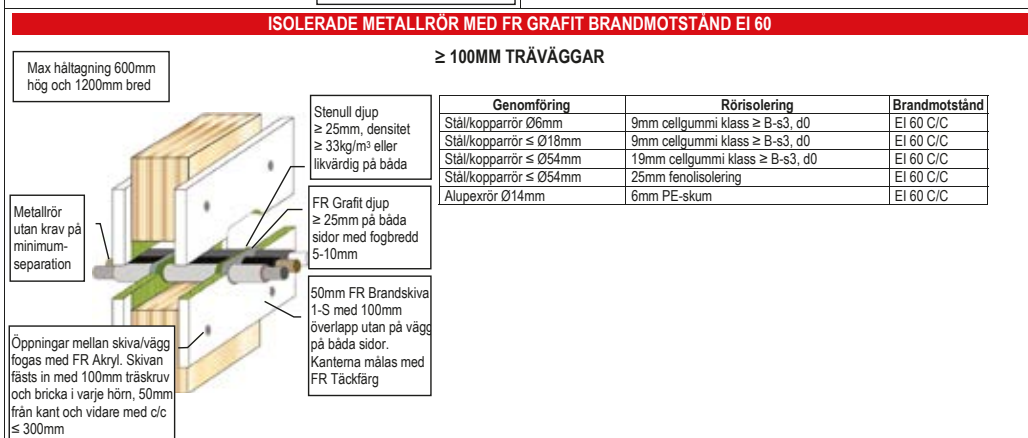 ISOLERADE METALLRÖR MED FR GRAFIT BRANDMOTSTÅND EI 60
≥ 100MM TRÄVÄGGAR
Max håltagning 600mm
hög och 1200mm bred
Stenull djup
≥ 25mm, densitet
≥ 33kg/m³ eller
likvärdig på båda
FR Grafit djup
≥ 25mm på båda
sidor med fogbredd
5-10mm
Metallrör
utan krav på
minimum-
separation
50mm FR Brandskiva
1-S med 100mm
överlapp utan på vägg
på båda sidor.
Kanterna målas med
FR Täckfärg
Öppningar mellan skiva/vägg
fogas med FR Akryl. Skivan
fästs in med 100mm träskruv
och bricka i varje hörn, 50mm
från kant och vidare med c/c
≤ 300mm
Genomföring Rörisolering Brandmotstånd
Stål/kopparrör Ø6mm 9mm cellgummi klass ≥ B-s3, d0 EI 60 C/C
Stål/kopparrör ≤ Ø18mm 9mm cellgummi klass ≥ B-s3, d0 EI 60 C/C
Stål/kopparrör ≤ Ø54mm 19mm cellgummi klass ≥ B-s3, d0 EI 60 C/C
Stål/kopparrör ≤ Ø54mm 25mm fenolisolering EI 60 C/C
Alupexrör Ø14mm 6mm PE-skum EI 60 C/C